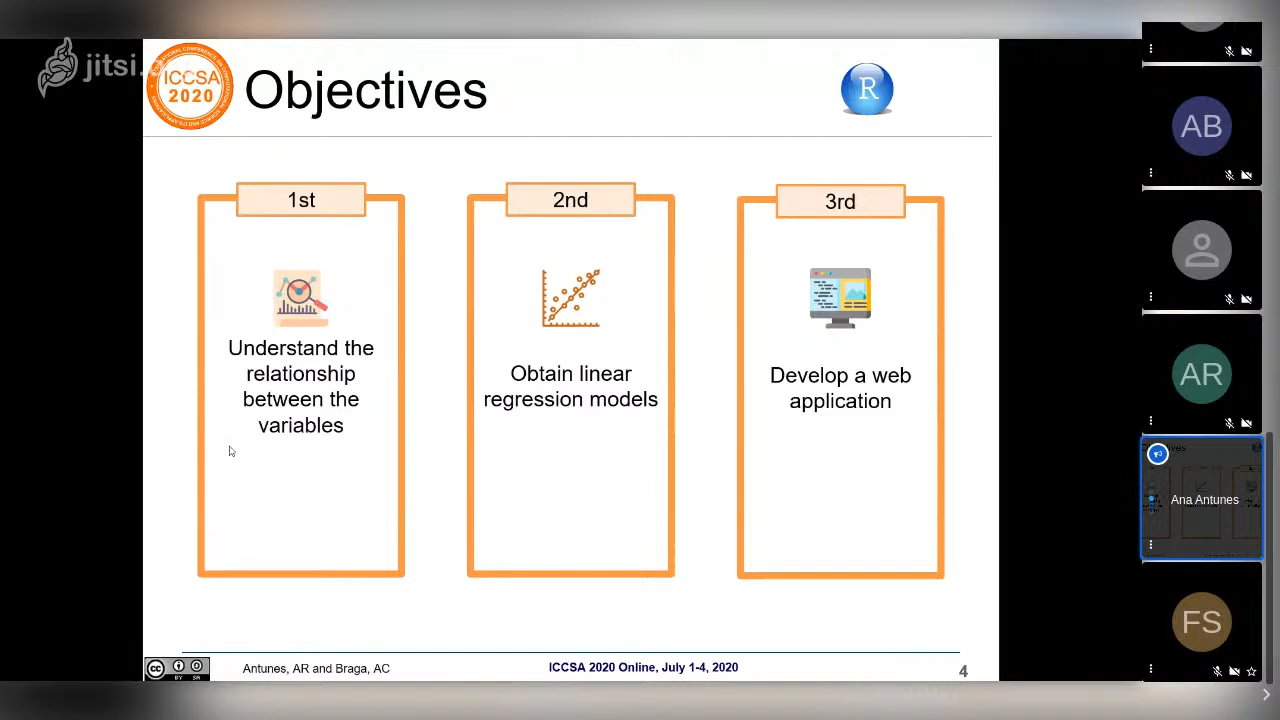 jitsi.
ICCSA
2020
Objectives
R
1st
2nd
3rd
Understand the
relationship
between the
variables
Obtain linear
regression models
Develop a web
application
cc
BY
Antunes, AR and Braga, AC
ICCSA 2020 Online, July 1-4, 2020
4
AB
AR
Ana Antunes
FS